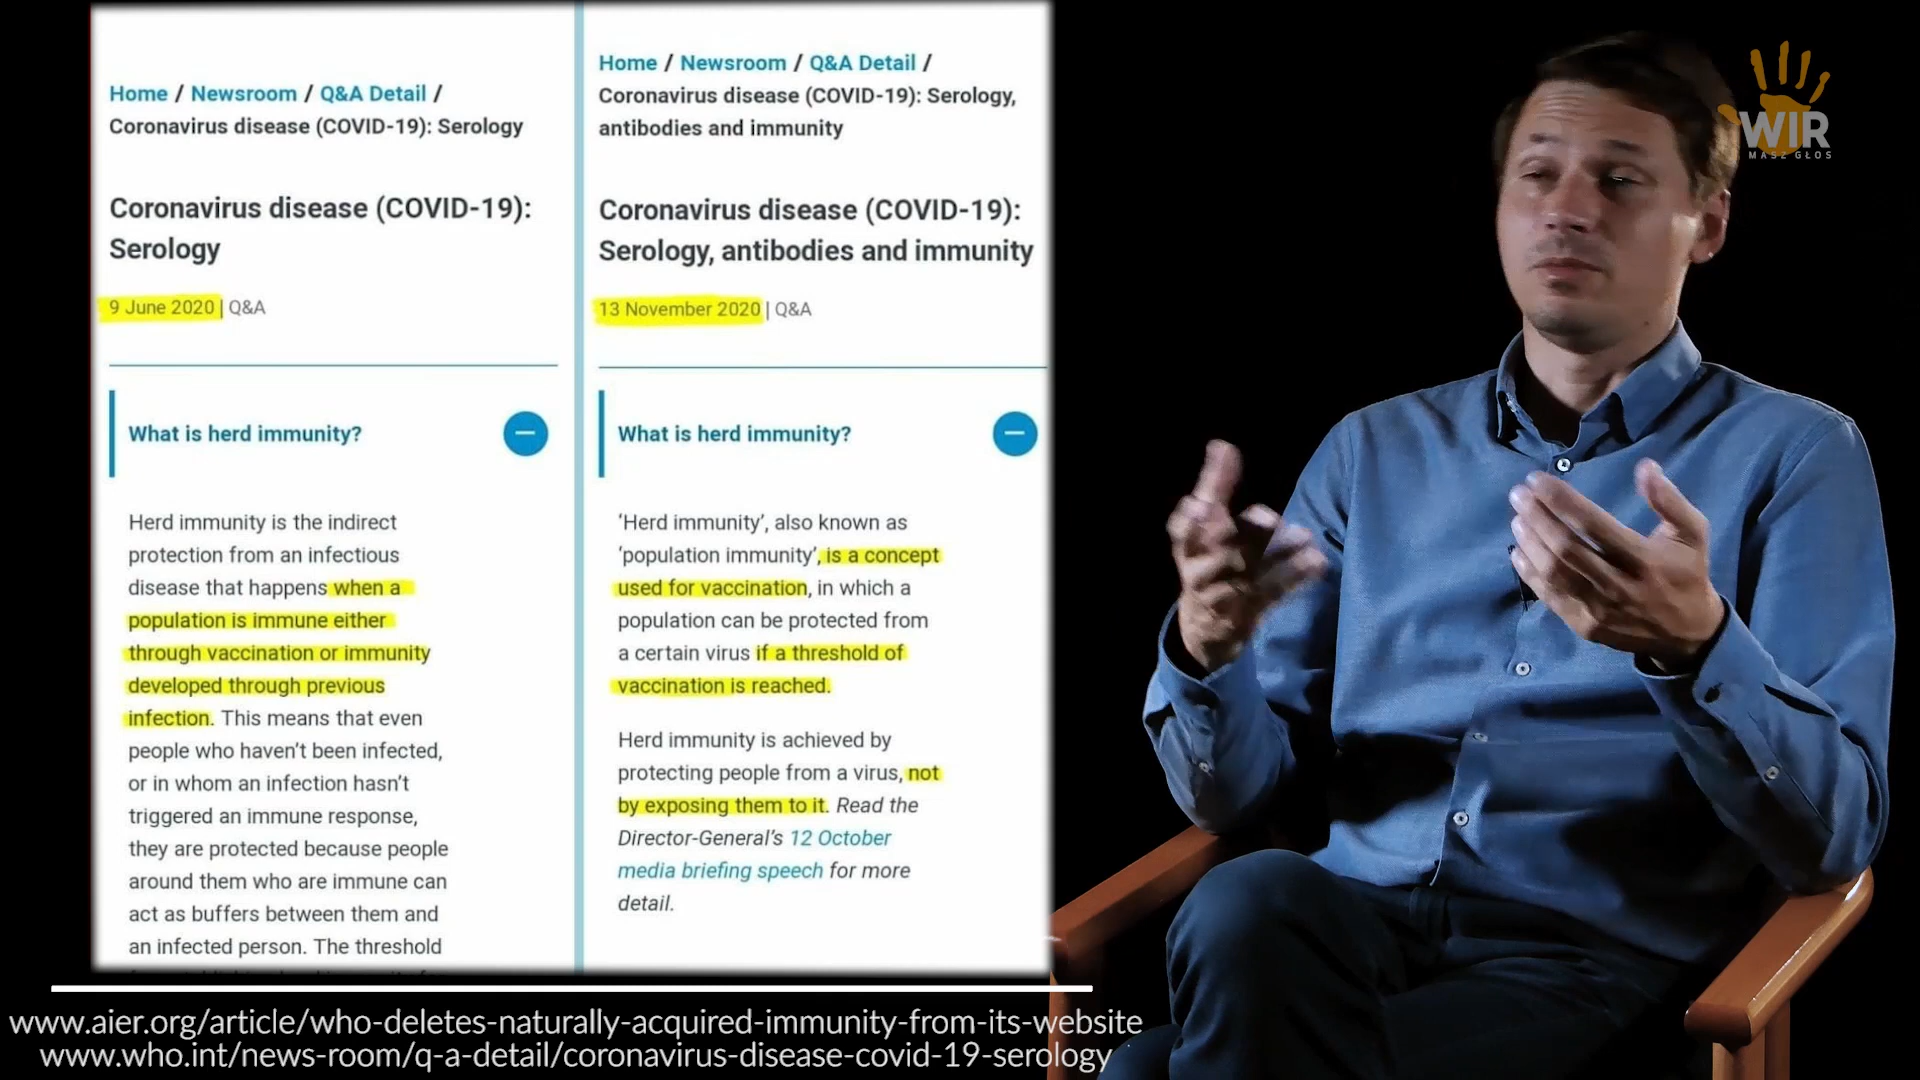 Home / Newsroom / Q&A Detail /
Coronavirus disease (COVID-19): Serology
Coronavirus disease (COVID-19):
Serology
9 June 2020 | Q&A
What is herd immunity?
Herd immunity is the indirect
protection from an infectious
disease that happens when a
population is immune either
through vaccination or immunity
developed through previous
infection. This means that even
people who haven't been infected,
or in whom an infection hasn't
triggered an immune response,
they are protected because people
around them who are immune can
act as buffers between them and
an infected person. The threshold
Home / Newsroom / Q&A Detail /
Coronavirus disease (COVID-19): Serology,
antibodies and immunity
Coronavirus disease (COVID-19):
Serology, antibodies and immunity
13 November 2020 | Q&A
What is herd immunity?
‘Herd immunity’, also known as
‘population immunity’, is a concept
used for vaccination, in which a
population can be protected from
a certain virus if a threshold of
vaccination is reached.
Herd immunity is achieved by
protecting people from a virus, not
by exposing them to it. Read the
Director-General’s 12 October
media briefing speech for more
detail.
WIR
MASZ GŁOS
www.aier.org/article/who-deletes-naturally-acquired-immunity-from-its-website
www.who.int/news-room/q-a-detail/coronavirus-disease-covid-19-serology